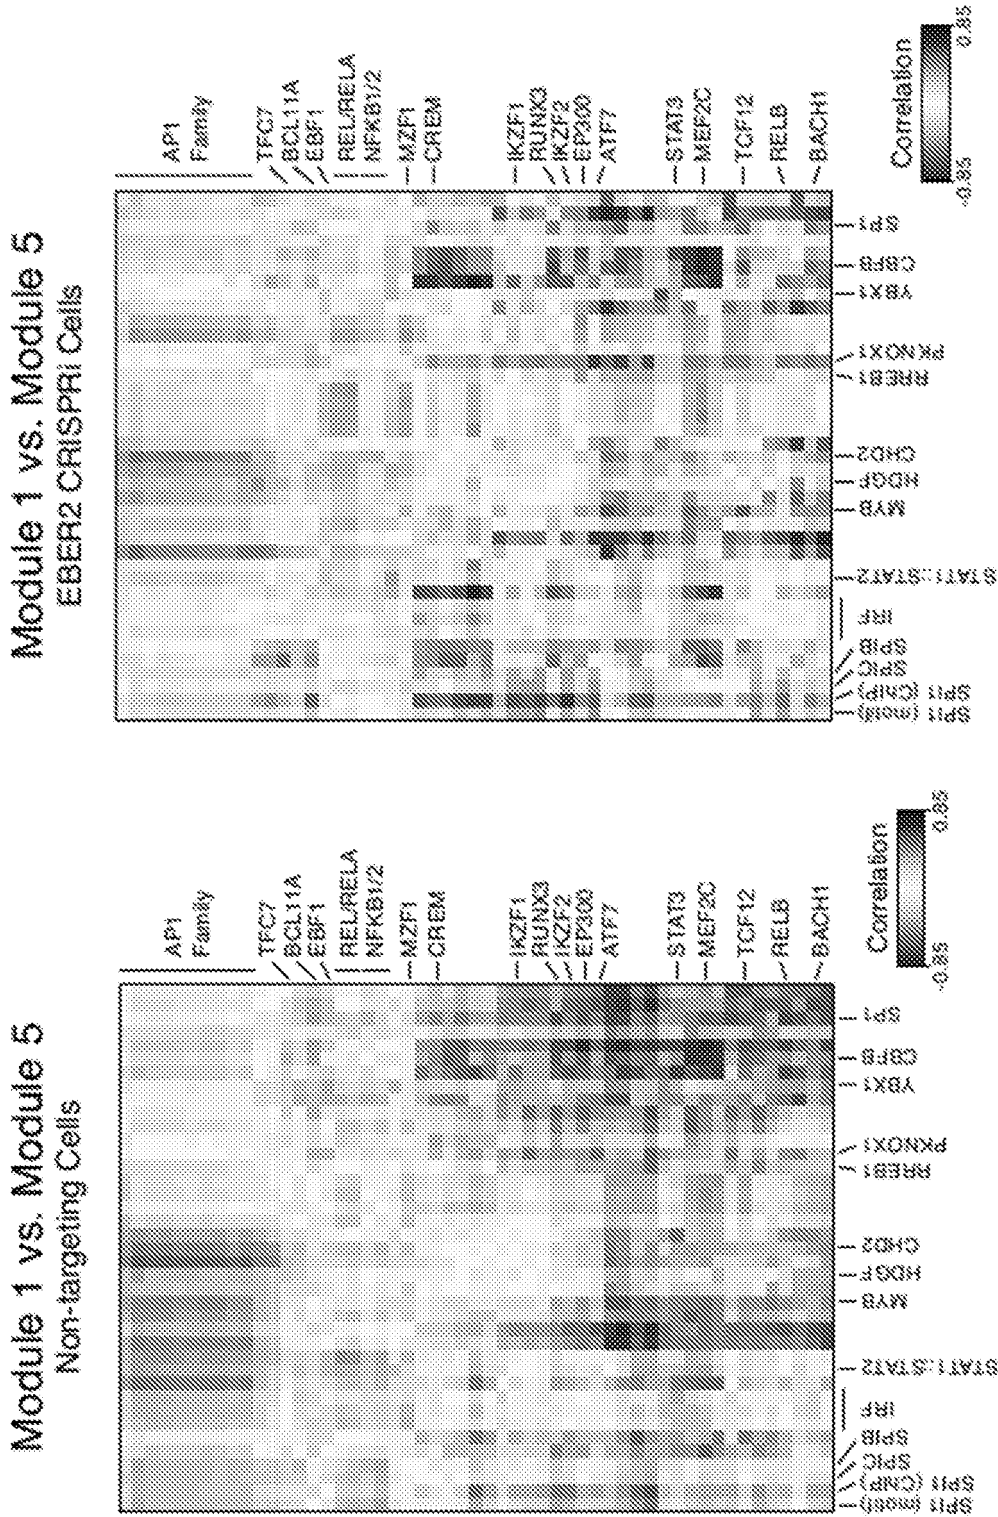 Module 1 vs. Module 5
EBER2 CRISPRi Cells
AP1
Family
TFC7
BCL11A
EBF1
REL/RELA
NFKB1/2
MZF1
CREM
IKZF1
RUNX3
IKZF2
EP300
ATF7
STAT3
MEF2C
TCF12
RELB
BACH1
SPI1 (motif)
SPI1 (ChIP)
SPIC
SPIB
IRF
STAT1::STAT2
MYB
HDGF
CHD2
RREB1
PKNOX1
YBX1
CBFB
SP1
Correlation
-0.85
0.85
Module 1 vs. Module 5
Non-targeting Cells
AP1
Family
TFC7
BCL11A
EBF1
REL/RELA
NFKB1/2
MZF1
CREM
IKZF1
RUNX3
IKZF2
EP300
ATF7
STAT3
MEF2C
TCF12
RELB
BACH1
SPI1 (motif)
SPI1 (ChIP)
SPIC
SPIB
IRF
STAT1::STAT2
MYB
HDGF
CHD2
RREB1
PKNOX1
YBX1
CBFB
SP1
Correlation
-0.85
0.85